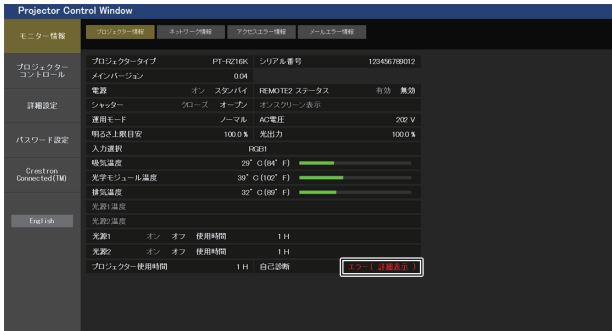 Projector Control Window
モニター情報
プロジェクター情報 ネットワーク情報 アクセスエラー情報 メールエラー情報
プロジェクター
コントロール
詳細設定
パスワード設定
Crestron
Connected(TM)
English
プロジェクタータイプ PT-RZ16K シリアル番号 123456789012
メインバージョン 0.04
電源 オン スタンバイ REMOTE2 ステータス 有効 無効
シャッター クローズ オープン オンスクリーン表示
運用モード ノーマル AC電圧 202 V
明るさ上限目安 100.0 % 光出力 100.0 %
入力選択 RGB1
吸気温度 29° C (84° F)
光学モジュール温度 39° C (102° F)
排気温度 32° C (89° F)
光源1温度
光源2温度
光源1 オン オフ 使用時間 1 H
光源2 オン オフ 使用時間 1 H
プロジェクター使用時間 1 H 自己診断 エラー( 詳細表示 )